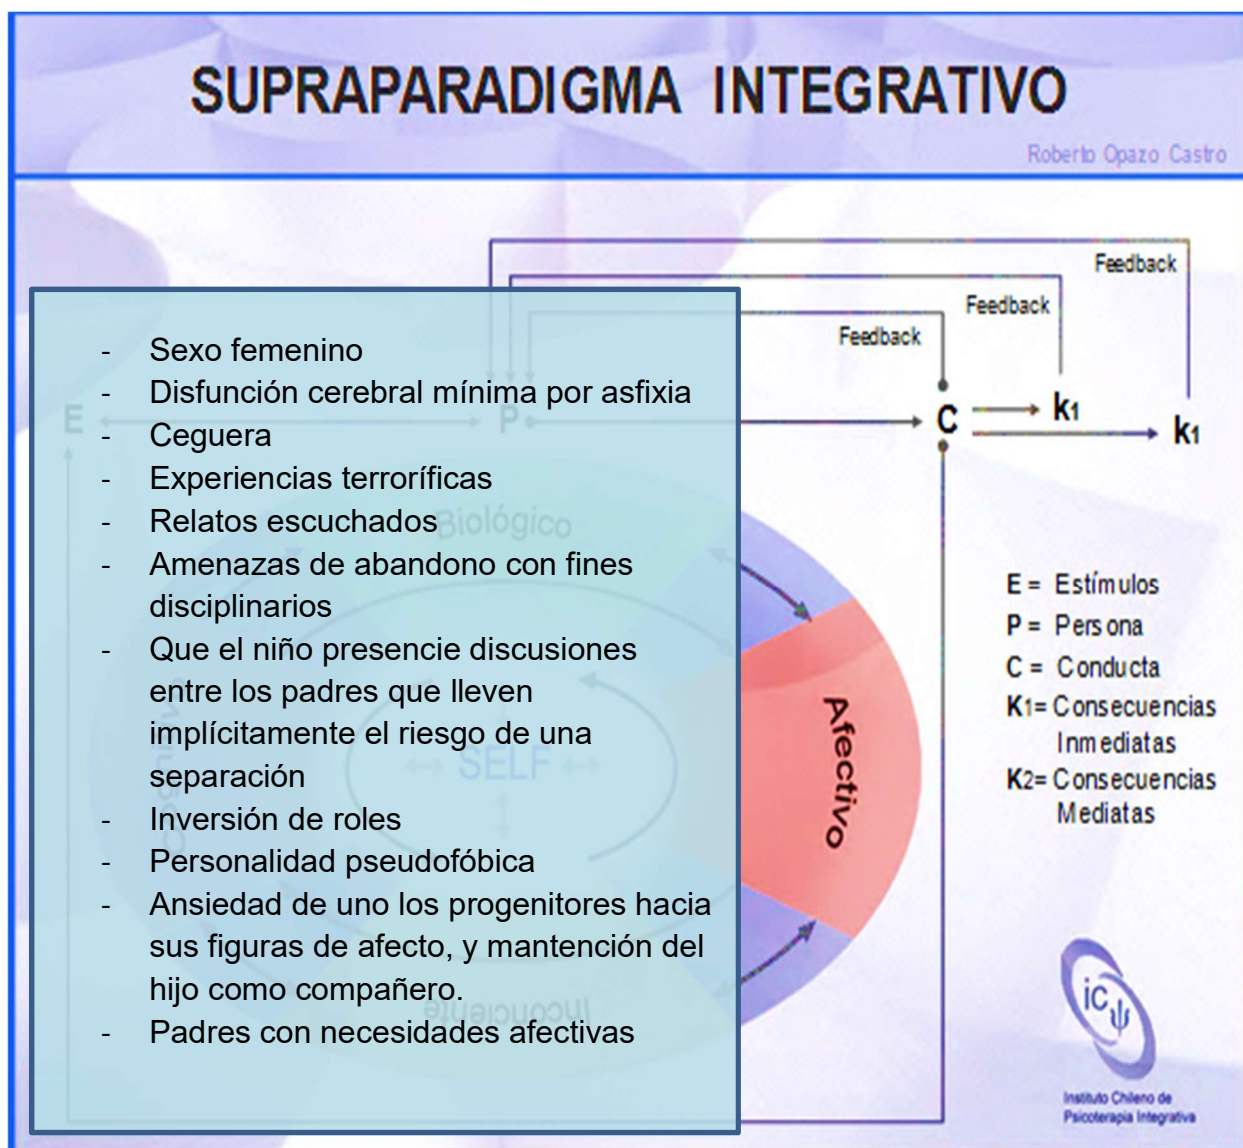 SUPRAPARADIGMA INTEGRATIVO
Roberto Opazo Castro
Feedback
Feedback
Feedback
E
P
C
k1
k1
- Sexo femenino
- Disfunción cerebral mínima por asfixia
- Ceguera
- Experiencias terroríficas
- Relatos escuchados
- Amenazas de abandono con fines
disciplinarios
- Que el niño presencie discusiones
entre los padres que lleven
implícitamente el riesgo de una
separación
- Inversión de roles
- Personalidad pseudofóbica
- Ansiedad de uno los progenitores hacia
sus figuras de afecto, y mantención del
hijo como compañero.
- Padres con necesidades afectivas
Biológico
Cognitivo
SELF
Afectivo
Inconciente
E = Estímulos
P = Persona
C = Conducta
K1= Consecuencias
Inmediatas
K2= Consecuencias
Mediatas
ic ψ
Instituto Chileno de
Psicoterapia Integrativa